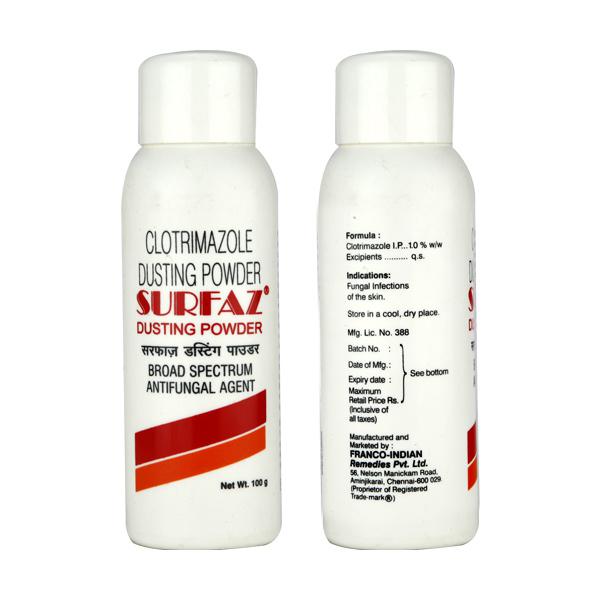 CLOTRIMAZOLE
DUSTING POWDER
SURFAZ®
DUSTING POWDER
सरफाज़ डस्टिंग पाउडर
BROAD SPECTRUM
ANTIFUNGAL AGENT
Net Wt. 100 g
Formula :
Clotrimazole I.P...1.0 % w/w
Excipients .......... q.s.
Indications:
Fungal Infections
of the skin.
Store in a cool, dry place.
Mfg. Lic. No. 388
Batch No. :
Date of Mfg.:
Expiry date :
Maximum
Retail Price Rs.
(Inclusive of
all taxes)
See bottom
Manufactured and
Marketed by :
FRANCO-INDIAN
Remedies Pvt. Ltd.
56, Nelson Manickam Road,
Aminjikarai, Chennai-600 029.
(Proprietor of Registered
Trade-mark®)